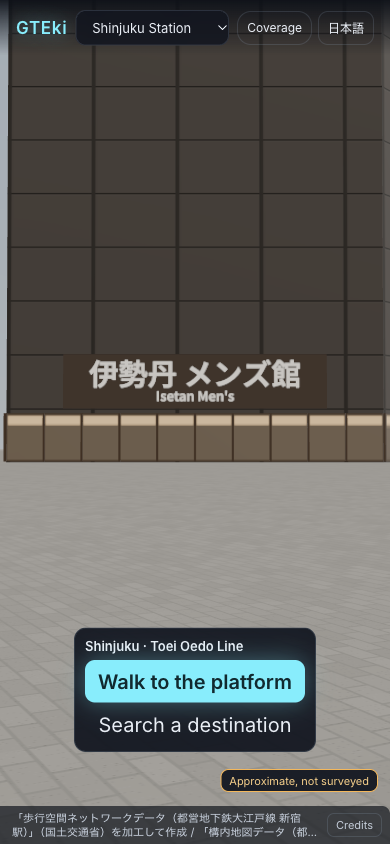 GTEki
Shinjuku Station
Coverage
日本語
伊勢丹 メンズ館
Isetan Men's
Shinjuku · Toei Oedo Line
Walk to the platform
Search a destination
Approximate, not surveyed
「歩行空間ネットワークデータ（都営地下鉄大江戸線 新宿
駅）」（国土交通省）を加工して作成 / 「構内地図データ（都…
Credits